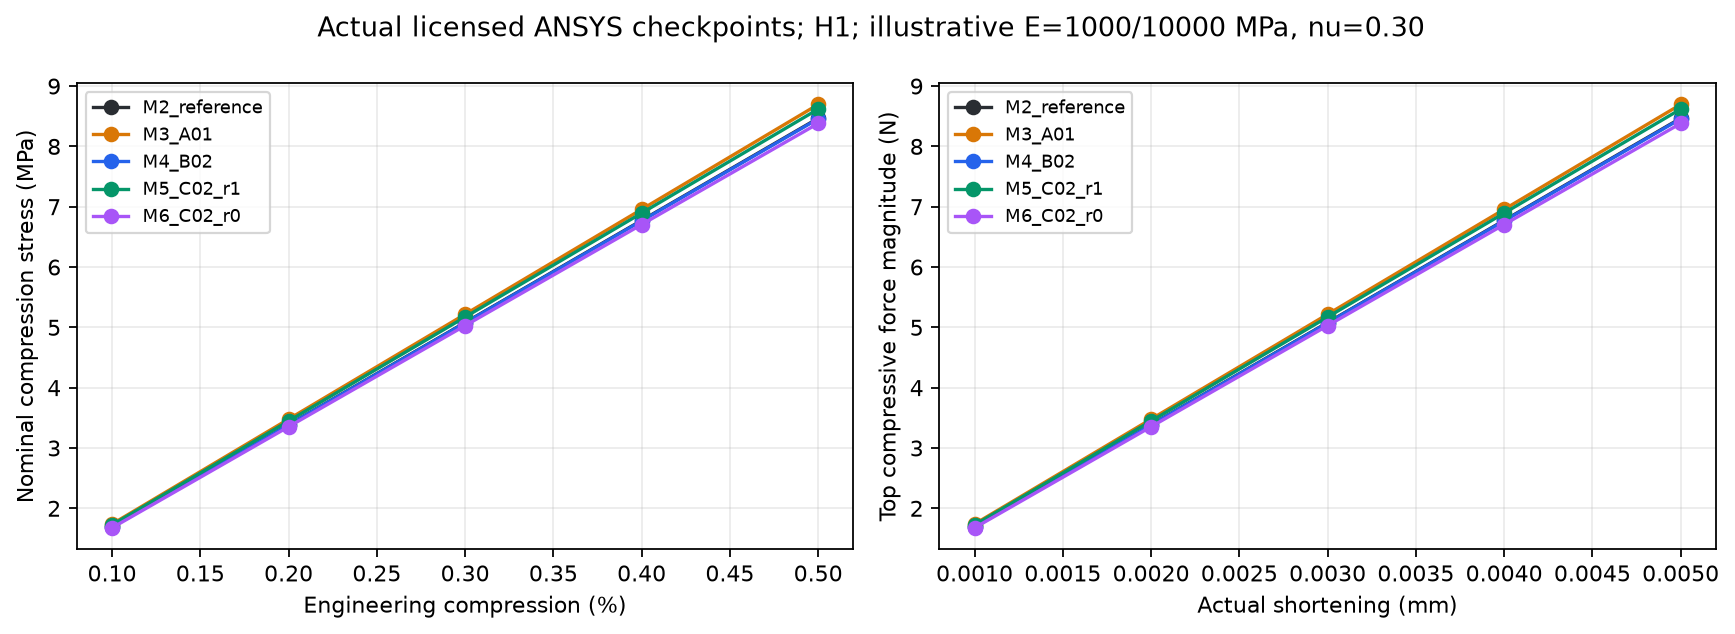 Actual licensed ANSYS checkpoints; H1; illustrative E=1000/10000 MPa, nu=0.30
Nominal compression stress (MPa)
9
8
7
6
5
4
3
2
M2_reference
M3_A01
M4_B02
M5_C02_r1
M6_C02_r0
0.10 0.15 0.20 0.25 0.30 0.35 0.40 0.45 0.50
Engineering compression (%)
Top compressive force magnitude (N)
9
8
7
6
5
4
3
2
M2_reference
M3_A01
M4_B02
M5_C02_r1
M6_C02_r0
0.0010 0.0015 0.0020 0.0025 0.0030 0.0035 0.0040 0.0045 0.0050
Actual shortening (mm)